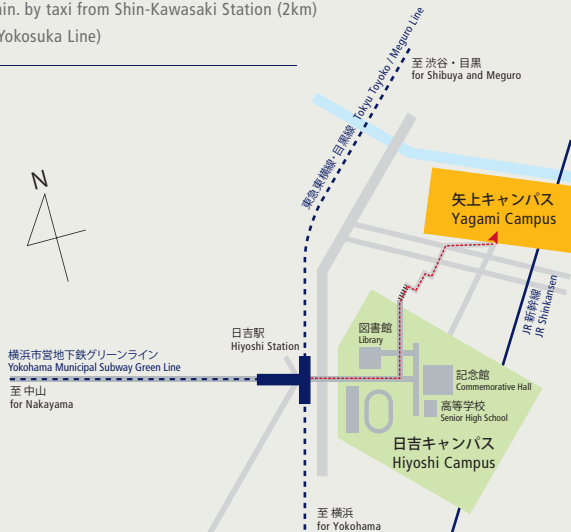 min. by taxi from Shin-Kawasaki Station (2km)
Yokosuka Line)
至 渋谷・目黒
for Shibuya and Meguro
東急東横線・目黒線 Tokyu Toyoko / Meguro Line
N
矢上キャンパス
Yagami Campus
JR 新幹線
JR Shinkansen
日吉駅
Hiyoshi Station
図書館
Library
横浜市営地下鉄グリーンライン
Yokohama Municipal Subway Green Line
至 中山
for Nakayama
記念館
Commemorative Hall
高等学校
Senior High School
日吉キャンパス
Hiyoshi Campus
至 横浜
for Yokohama